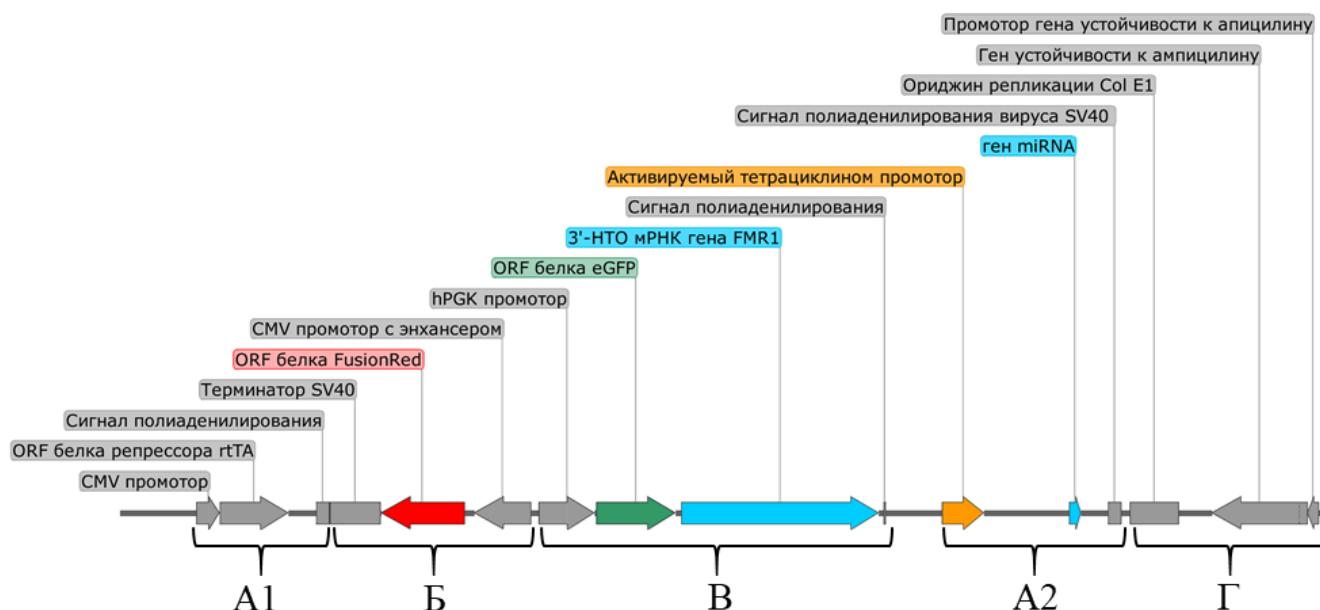 Промотор гена устойчивости к апицилину
Ген устойчивости к ампицилину
Ориджин репликации Col E1
Сигнал полиаденилирования вируса SV40
ген miRNA
Активируемый тетрациклином промотор
Сигнал полиаденилирования
3'-НТО мРНК гена FMR1
ORF белка eGFP
hPGK промотор
CMV промотор с энхансером
ORF белка FusionRed
Терминатор SV40
Сигнал полиаденилирования
ORF белка репрессора rtTA
CMV промотор
А1 Б В А2 Г